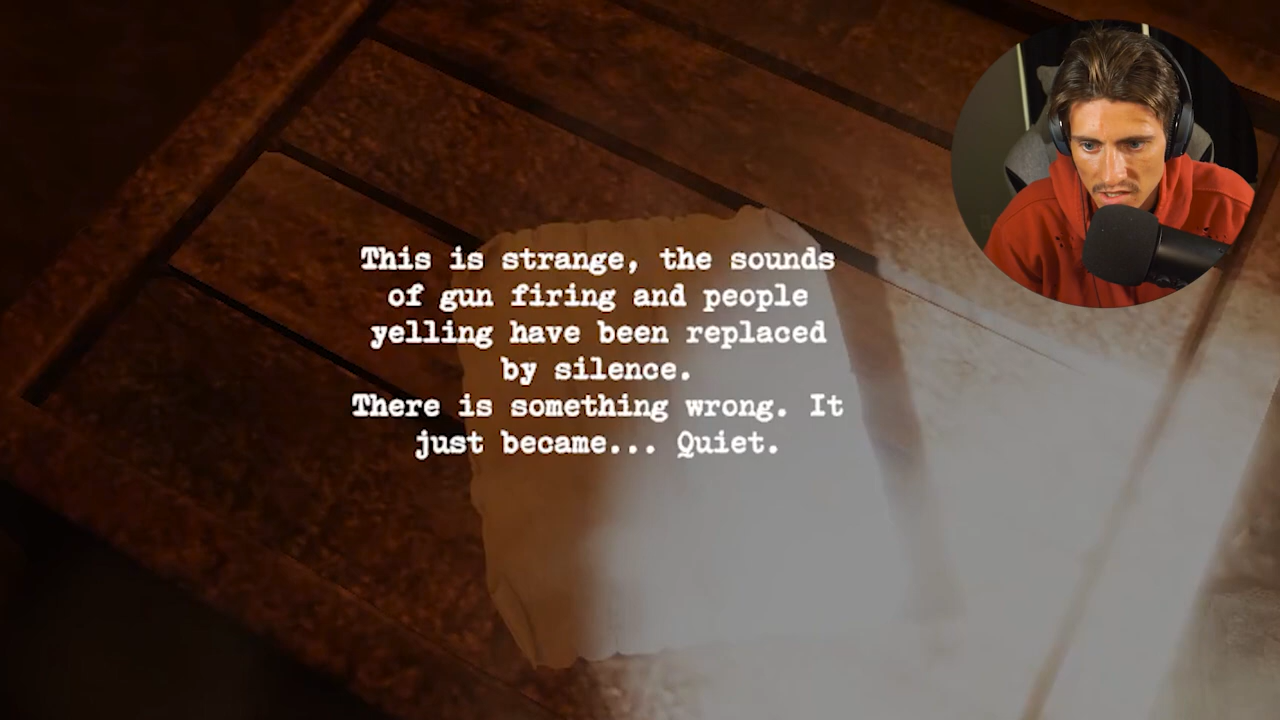 This is strange, the sounds
of gun firing and people
yelling have been replaced
by silence.
There is something wrong. It
just became... Quiet.